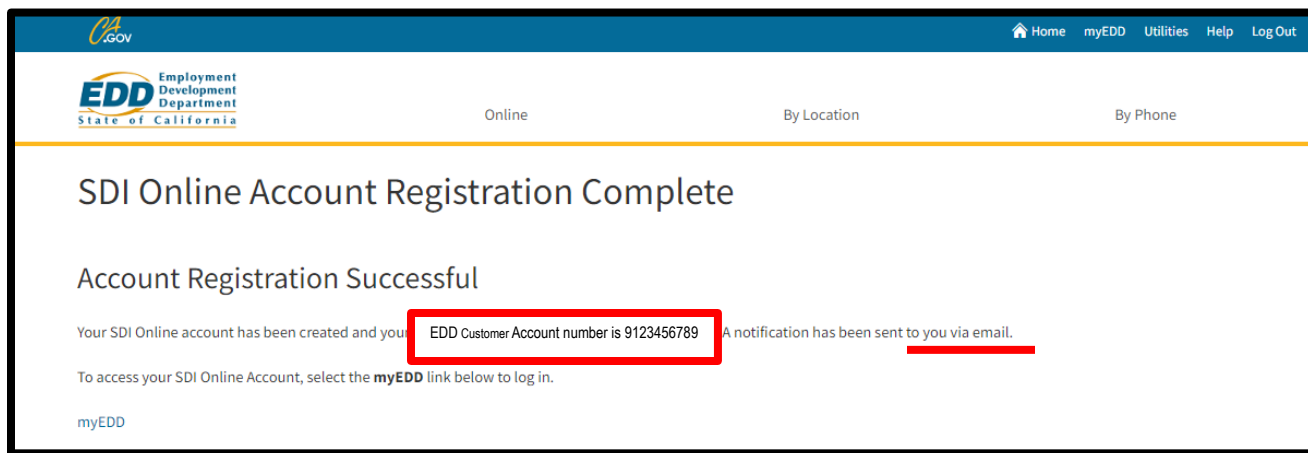 CA.GOV
Home myEDD Utilities Help Log Out
EDD Employment Development Department
State of California
Online By Location By Phone
SDI Online Account Registration Complete
Account Registration Successful
Your SDI Online account has been created and your EDD Customer Account number is 9123456789 A notification has been sent to you via email.
To access your SDI Online Account, select the myEDD link below to log in.
myEDD